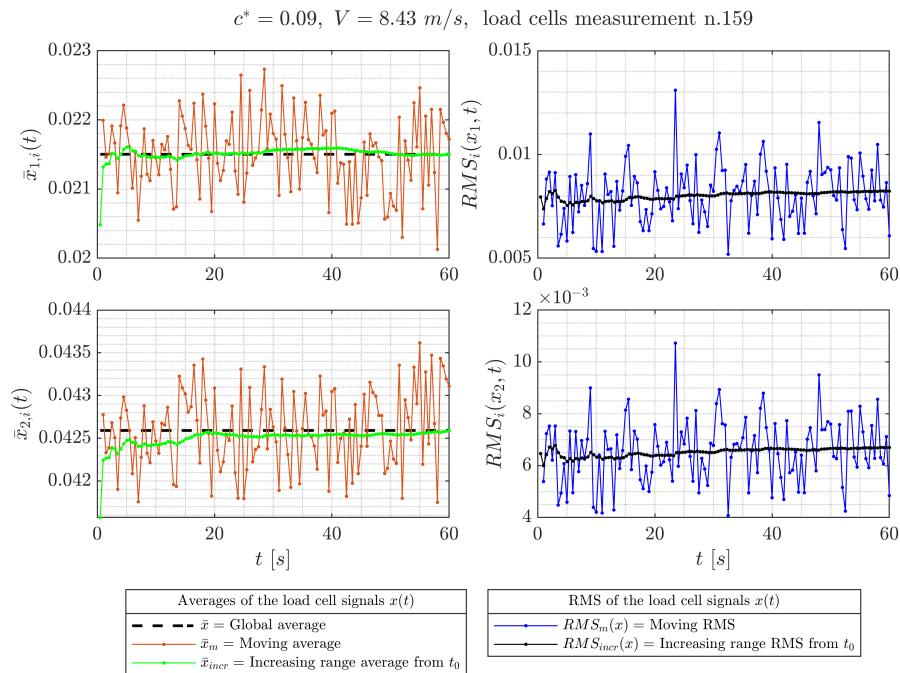 c* = 0.09, V = 8.43 m/s, load cells measurement n.159
0.023
0.022
0.021
0.02
x̄₁,ᵢ(t)
0 20 40 60
0.015
0.01
0.005
RMSᵢ(x₁, t)
0 20 40 60
0.044
0.0435
0.043
0.0425
0.042
x̄₂,ᵢ(t)
0 20 40 60
t [s]
×10⁻³
12
10
8
6
4
RMSᵢ(x₂, t)
0 20 40 60
t [s]
Averages of the load cell signals x(t)
x̄ = Global average
x̄ₘ = Moving average
x̄ᵢₙcᵣ = Increasing range average from t₀
RMS of the load cell signals x(t)
RMSₘ(x) = Moving RMS
RMSᵢₙcᵣ(x) = Increasing range RMS from t₀